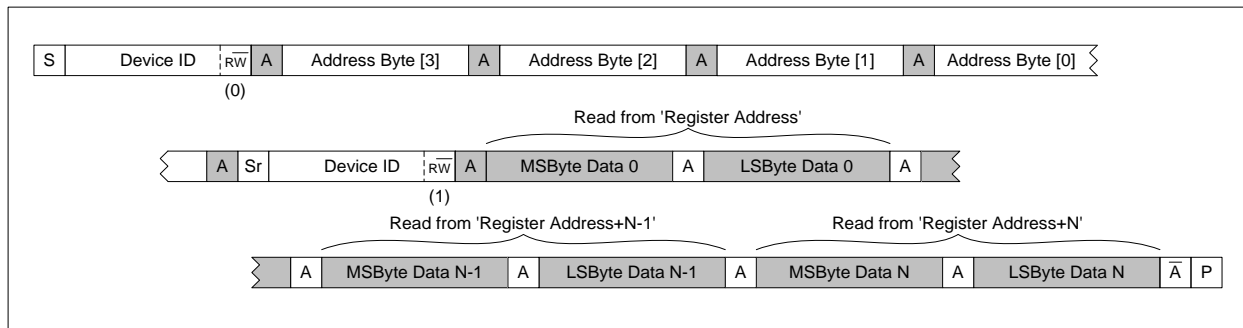 S Device ID RW̅ A Address Byte [3] A Address Byte [2] A Address Byte [1] A Address Byte [0]
(0)
Read from 'Register Address'
A Sr Device ID RW̅ A MSByte Data 0 A LSByte Data 0 A
(1)
Read from 'Register Address+N-1' Read from 'Register Address+N'
A MSByte Data N-1 A LSByte Data N-1 A MSByte Data N A LSByte Data N A̅ P